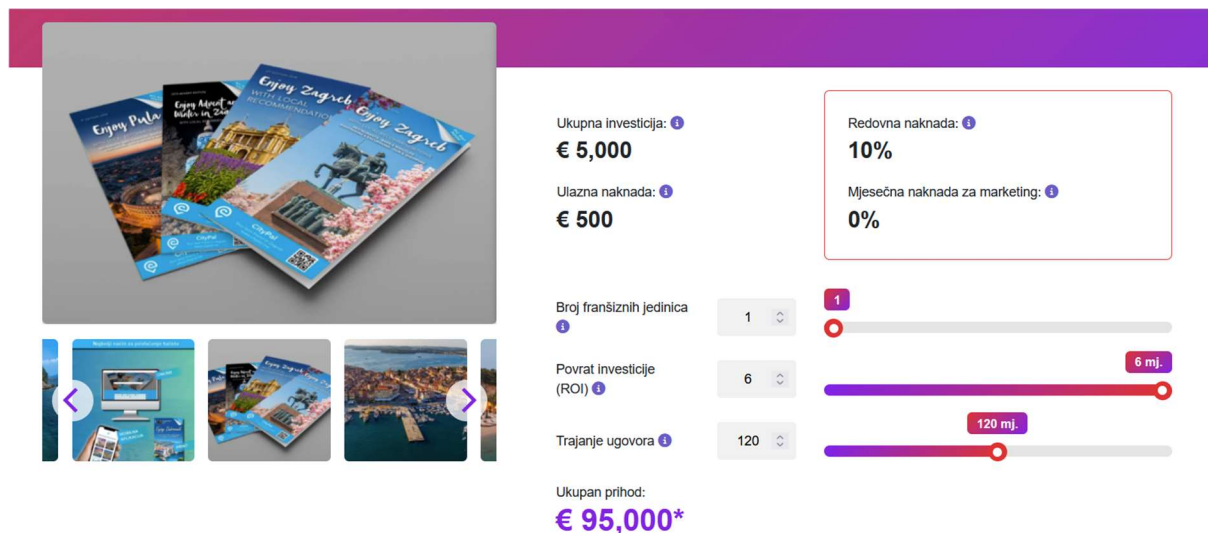 Enjoy Pula
Enjoy Advent and
Winter in Zagreb
Enjoy Zagreb
WITH LOCAL
RECOMMENDATIONS
Enjoy Zagreb
CityPal
Ukupna investicija:
€ 5,000
Ulazna naknada:
€ 500
Redovna naknada:
10%
Mjesečna naknada za marketing:
0%
Broj franšiznih jedinica
1
1
Povrat investicije
(ROI)
6
6 mj.
Trajanje ugovora
120
120 mj.
Ukupan prihod:
€ 95,000*